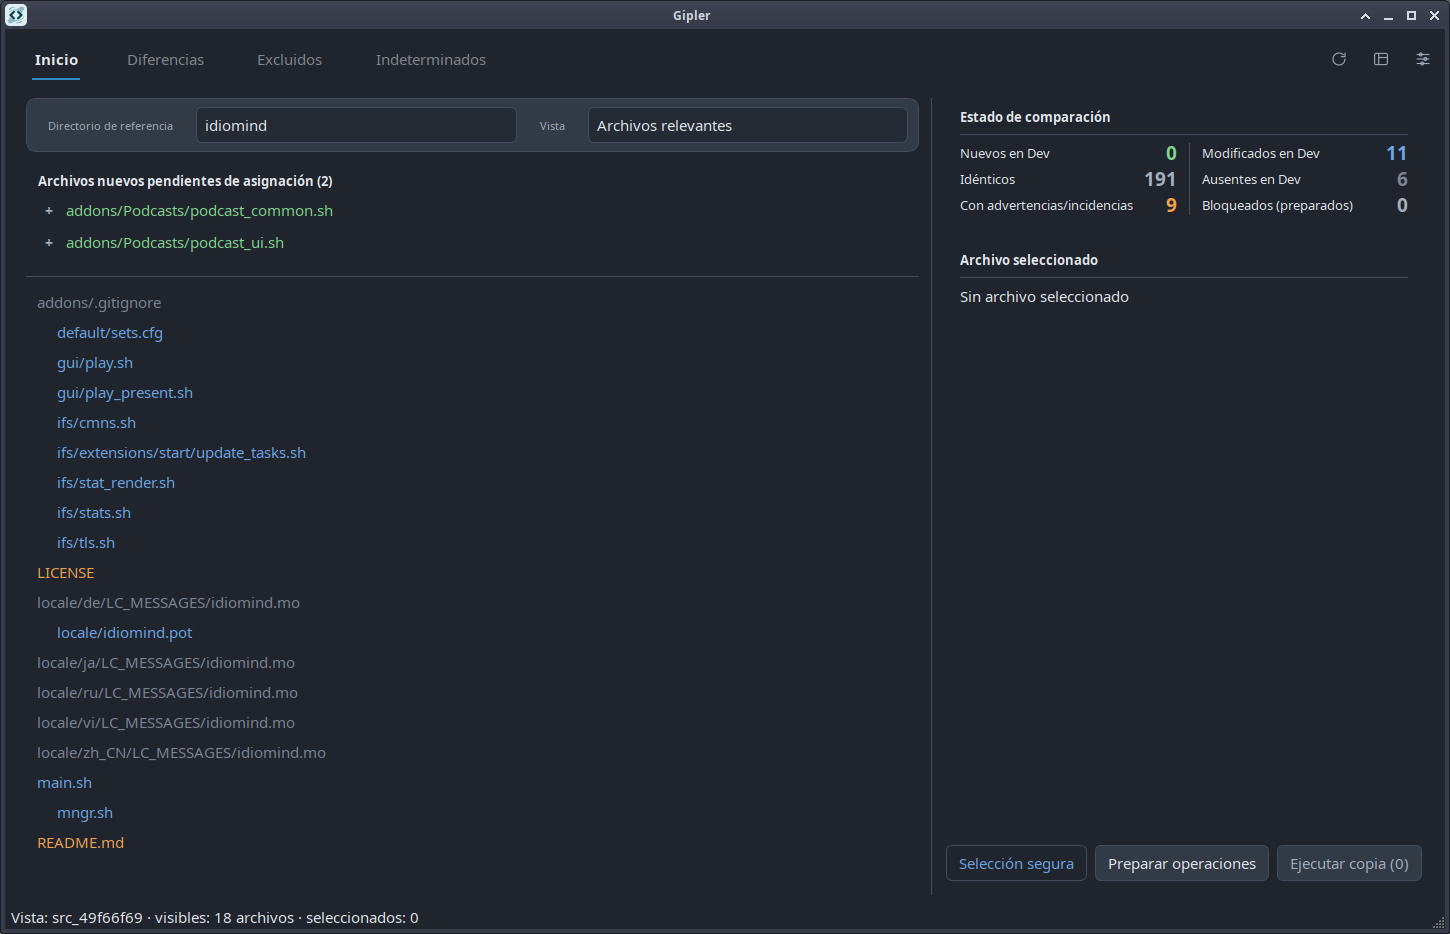 Gipler
Inicio Diferencias Excluidos Indeterminados
Directorio de referencia idiomind Vista Archivos relevantes
Archivos nuevos pendientes de asignación (2)
+ addons/Podcasts/podcast_common.sh
+ addons/Podcasts/podcast_ui.sh
addons/.gitignore
default/sets.cfg
gui/play.sh
gui/play_present.sh
ifs/cmns.sh
ifs/extensions/start/update_tasks.sh
ifs/stat_render.sh
ifs/stats.sh
ifs/tls.sh
LICENSE
locale/de/LC_MESSAGES/idiomind.mo
locale/idiomind.pot
locale/ja/LC_MESSAGES/idiomind.mo
locale/ru/LC_MESSAGES/idiomind.mo
locale/vi/LC_MESSAGES/idiomind.mo
locale/zh_CN/LC_MESSAGES/idiomind.mo
main.sh
mngr.sh
README.md
Estado de comparación
Nuevos en Dev 0 Modificados en Dev 11
Idénticos 191 Ausentes en Dev 6
Con advertencias/incidencias 9 Bloqueados (preparados) 0
Archivo seleccionado
Sin archivo seleccionado
Selección segura Preparar operaciones Ejecutar copia (0)
Vista: src_49f66f69 · visibles: 18 archivos · seleccionados: 0